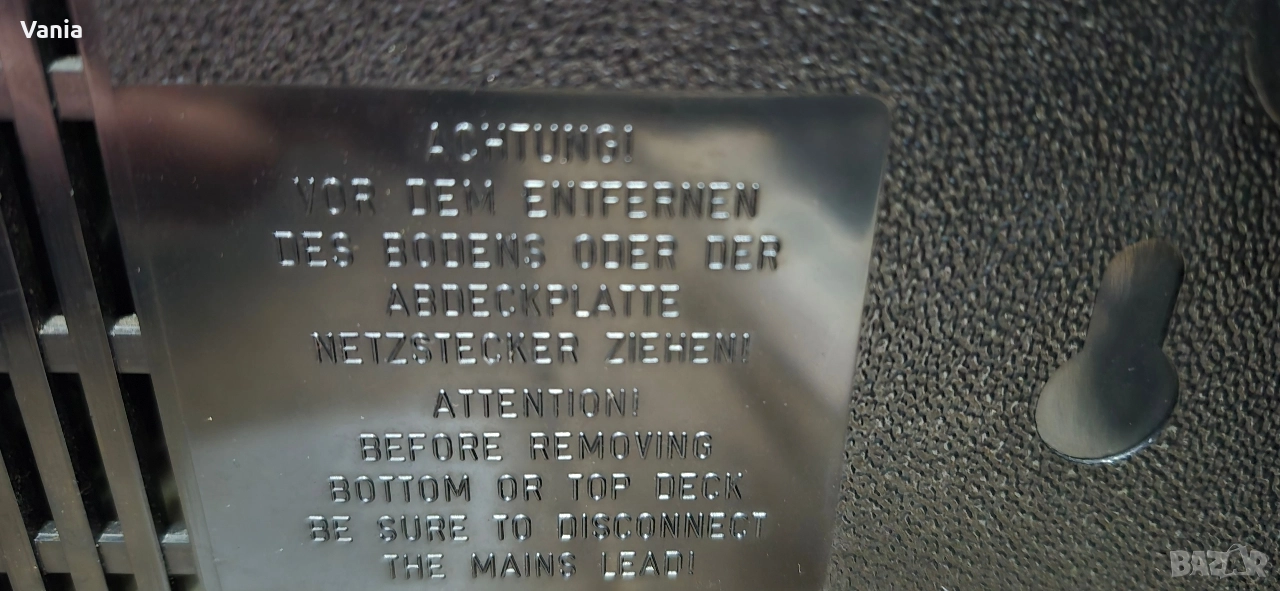 Vania
ACHTUNG!
VOR DEM ENTFERNEN
DES BODENS ODER DER
ABDECKPLATTE
NETZSTECKER ZIEHEN!
ATTENTION!
BEFORE REMOVING
BOTTOM OR TOP DECK
BE SURE TO DISCONNECT
THE MAINS LEAD!
BAZAR